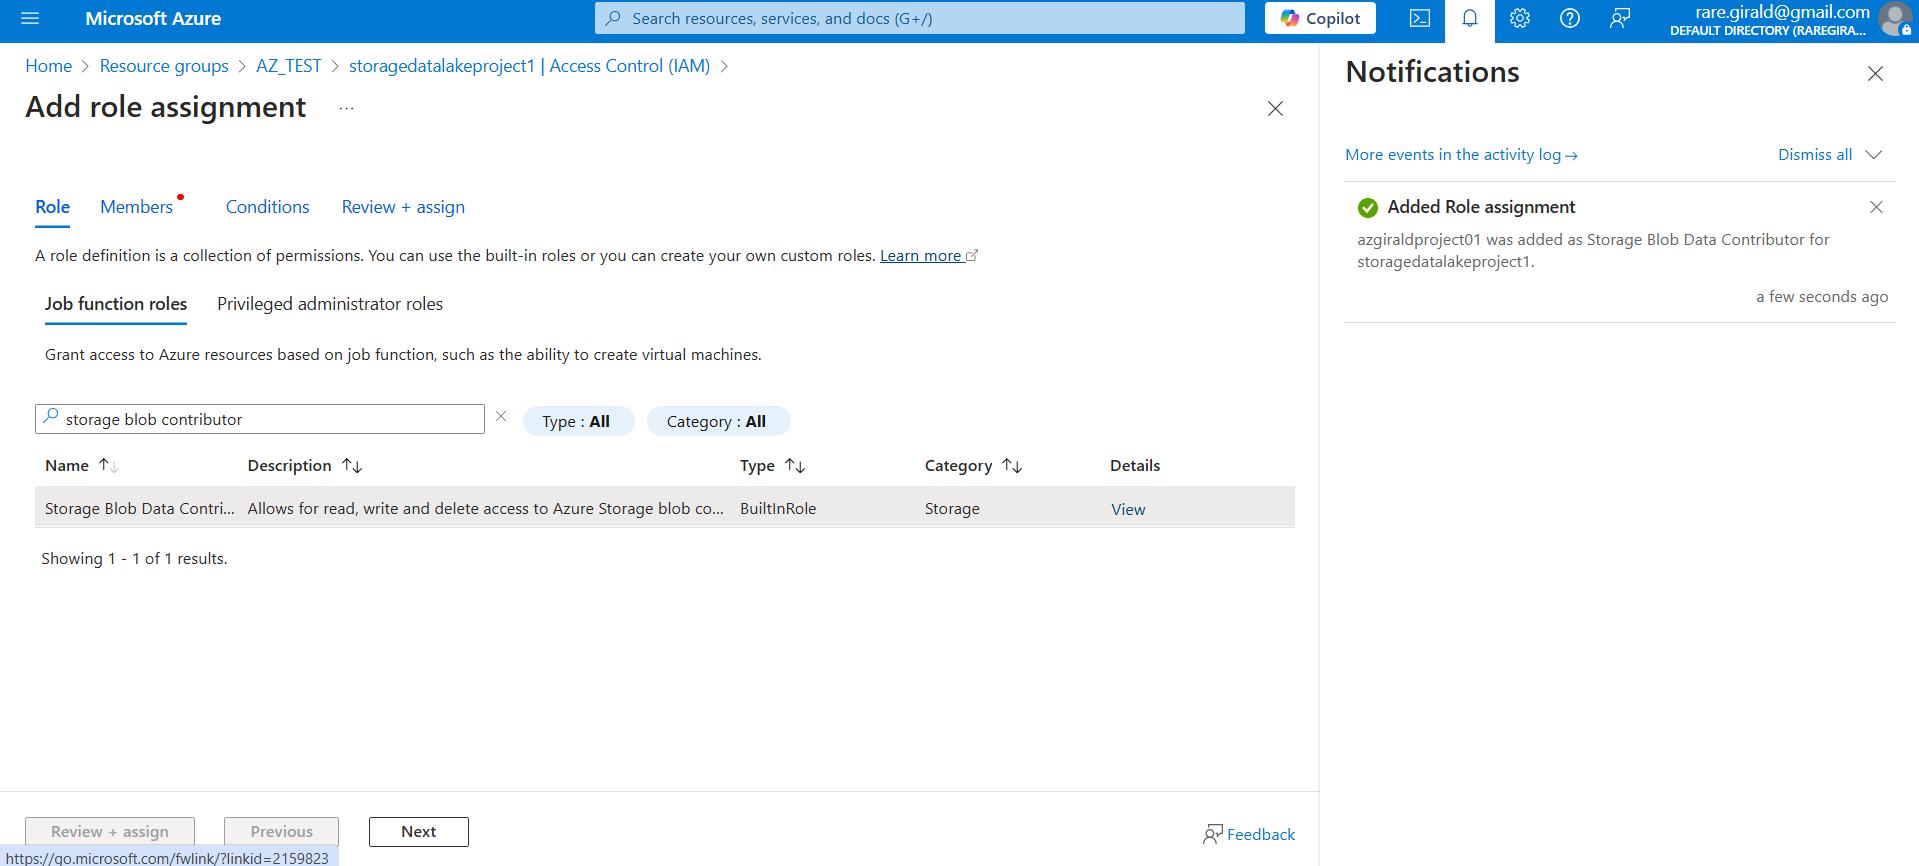 Microsoft Azure
Search resources, services, and docs (G+/)
Copilot
rare.girald@gmail.com
DEFAULT DIRECTORY (RAREGIRA...
Home > Resource groups > AZ_TEST > storagedatalakeproject1 | Access Control (IAM) >
Add role assignment ...
Role Members Conditions Review + assign
A role definition is a collection of permissions. You can use the built-in roles or you can create your own custom roles. Learn more
Job function roles Privileged administrator roles
Grant access to Azure resources based on job function, such as the ability to create virtual machines.
storage blob contributor
Type : All
Category : All
Name Description Type Category Details
Storage Blob Data Contri... Allows for read, write and delete access to Azure Storage blob co... BuiltInRole Storage View
Showing 1 - 1 of 1 results.
Review + assign
Previous
Next
Feedback
https://go.microsoft.com/fwlink/?linkid=2159823
Notifications
More events in the activity log →
Dismiss all
Added Role assignment
azgiraldproject01 was added as Storage Blob Data Contributor for
storagedatalakeproject1.
a few seconds ago